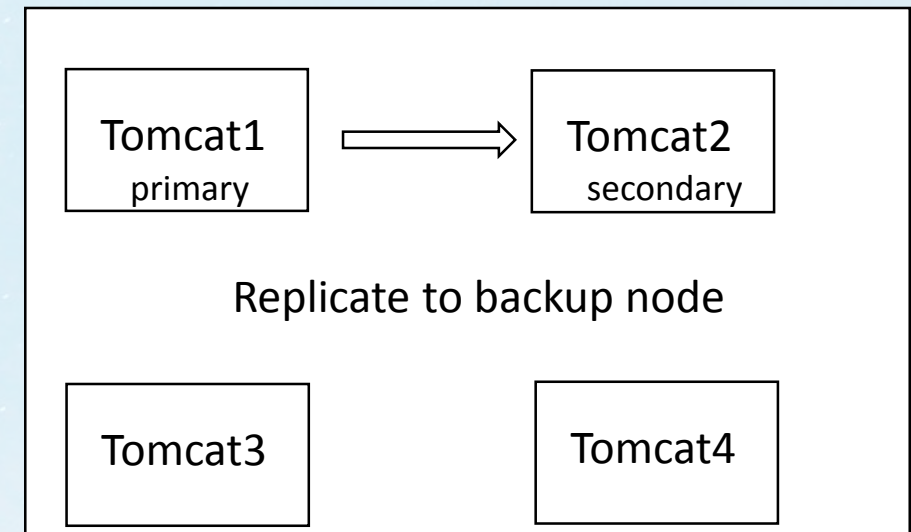 Tomcat1
primary
Tomcat2
secondary
Replicate to backup node
Tomcat3
Tomcat4